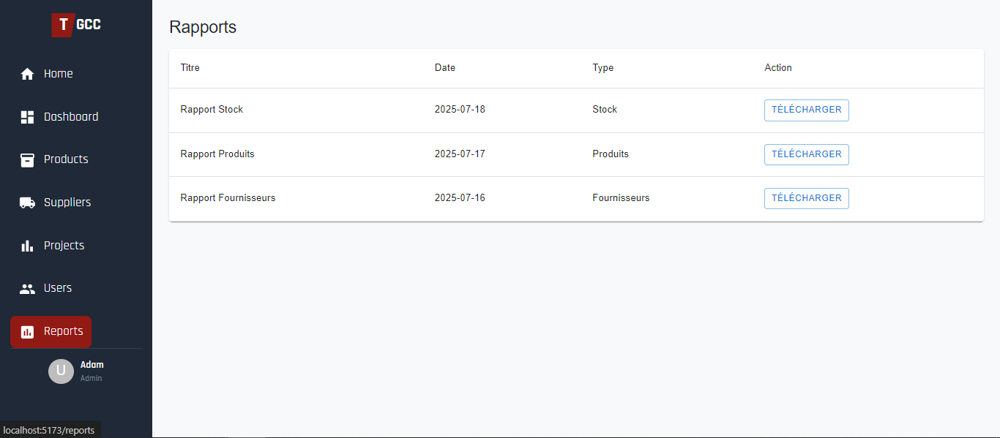 T GCC
Home
Dashboard
Products
Suppliers
Projects
Users
Reports
U
Adam
Admin
localhost:5173/reports
Rapports
Titre Date Type Action
Rapport Stock 2025-07-18 Stock TÉLÉCHARGER
Rapport Produits 2025-07-17 Produits TÉLÉCHARGER
Rapport Fournisseurs 2025-07-16 Fournisseurs TÉLÉCHARGER